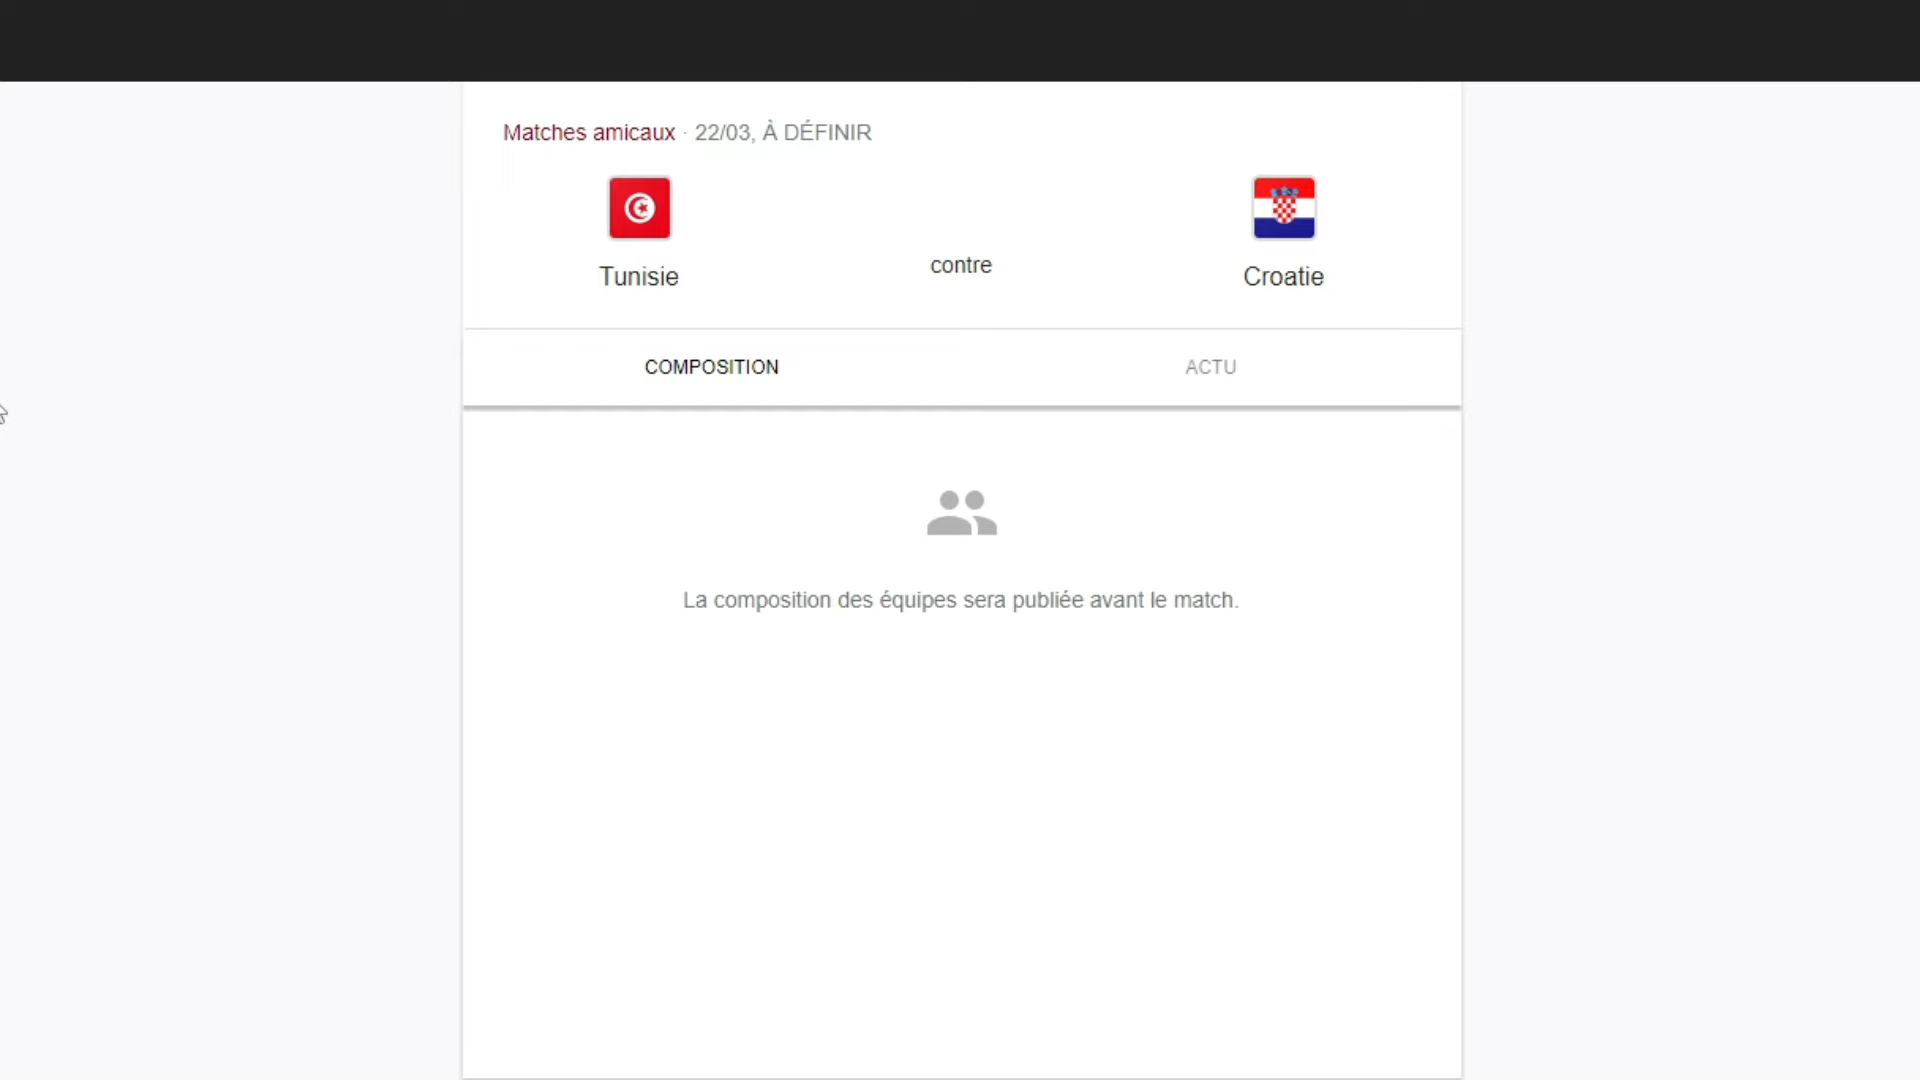 Matches amicaux · 22/03, À DÉFINIR
Tunisie
contre
Croatie
COMPOSITION
ACTU
La composition des équipes sera publiée avant le match.